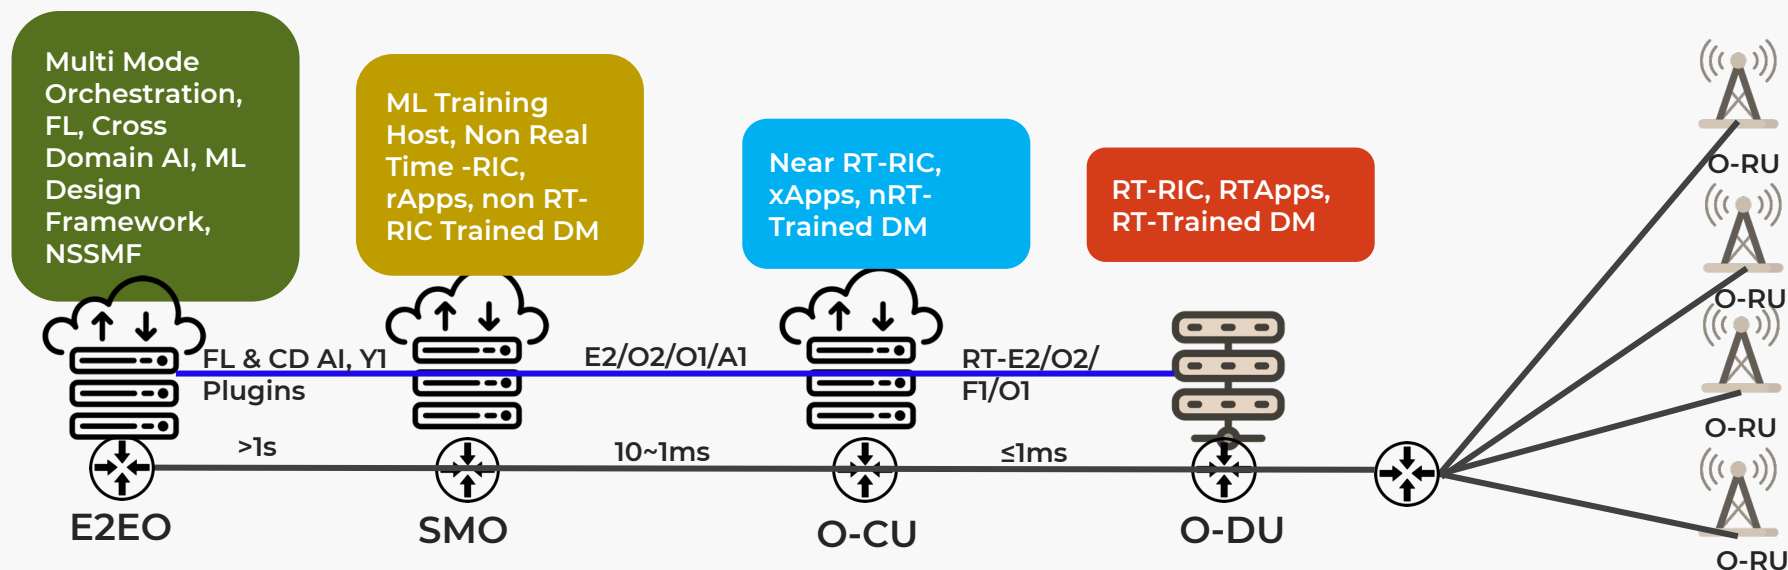 Multi Mode
Orchestration,
FL, Cross
Domain AI, ML
Design
Framework,
NSSMF
ML Training
Host, Non Real
Time -RIC,
rApps, non RT-
RIC Trained DM
Near RT-RIC,
xApps, nRT-
Trained DM
RT-RIC, RTApps,
RT-Trained DM
FL & CD AI, Y1
Plugins
E2/O2/O1/A1
RT-E2/O2/
F1/O1
>1s
10~1ms
≤1ms
E2EO
SMO
O-CU
O-DU
O-RU
O-RU
O-RU
O-RU